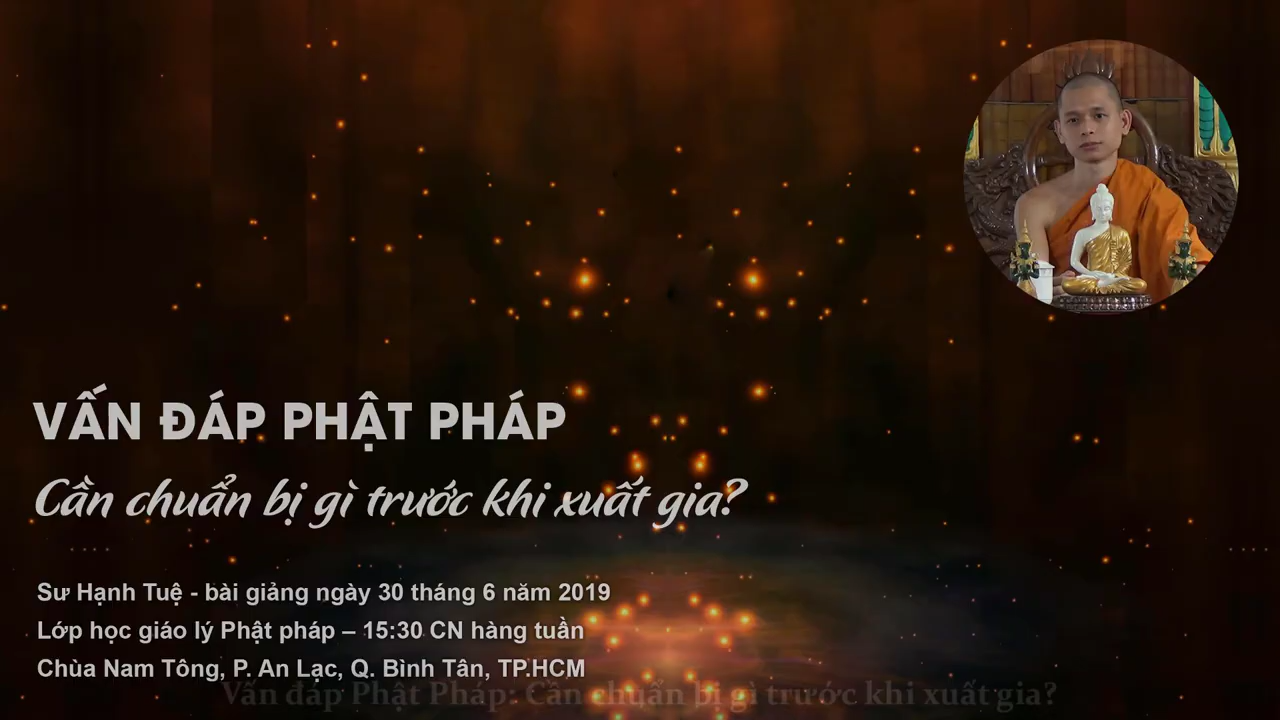 VẤN ĐÁP PHẬT PHÁP
Cần chuẩn bị gì trước khi xuất gia?
Sư Hạnh Tuệ - bài giảng ngày 30 tháng 6 năm 2019
Lớp học giáo lý Phật pháp – 15:30 CN hàng tuần
Chùa Nam Tông, P. An Lạc, Q. Bình Tân, TP.HCM
Vấn đáp Phật Pháp: Cần chuẩn bị gì trước khi xuất gia?